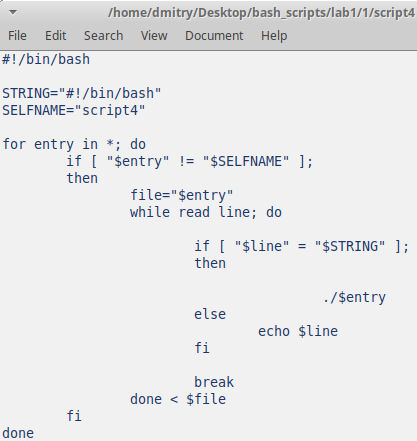 /home/dmitry/Desktop/bash_scripts/lab1/1/script4
File Edit Search View Document Help
#!/bin/bash
STRING="#!/bin/bash"
SELFNAME="script4"
for entry in *; do
if [ "$entry" != "$SELFNAME" ];
then
file="$entry"
while read line; do
if [ "$line" = "$STRING" ];
then
./$entry
else
echo $line
fi
break
done < $file
fi
done